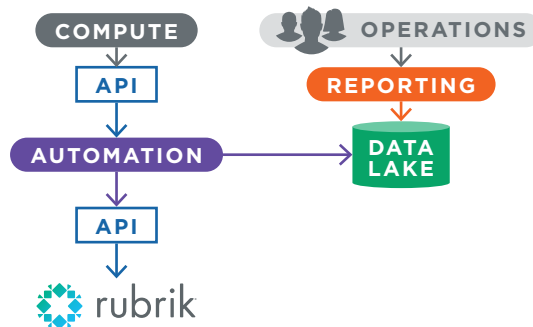 COMPUTE
OPERATIONS
API
REPORTING
AUTOMATION
DATA
LAKE
API
rubrik